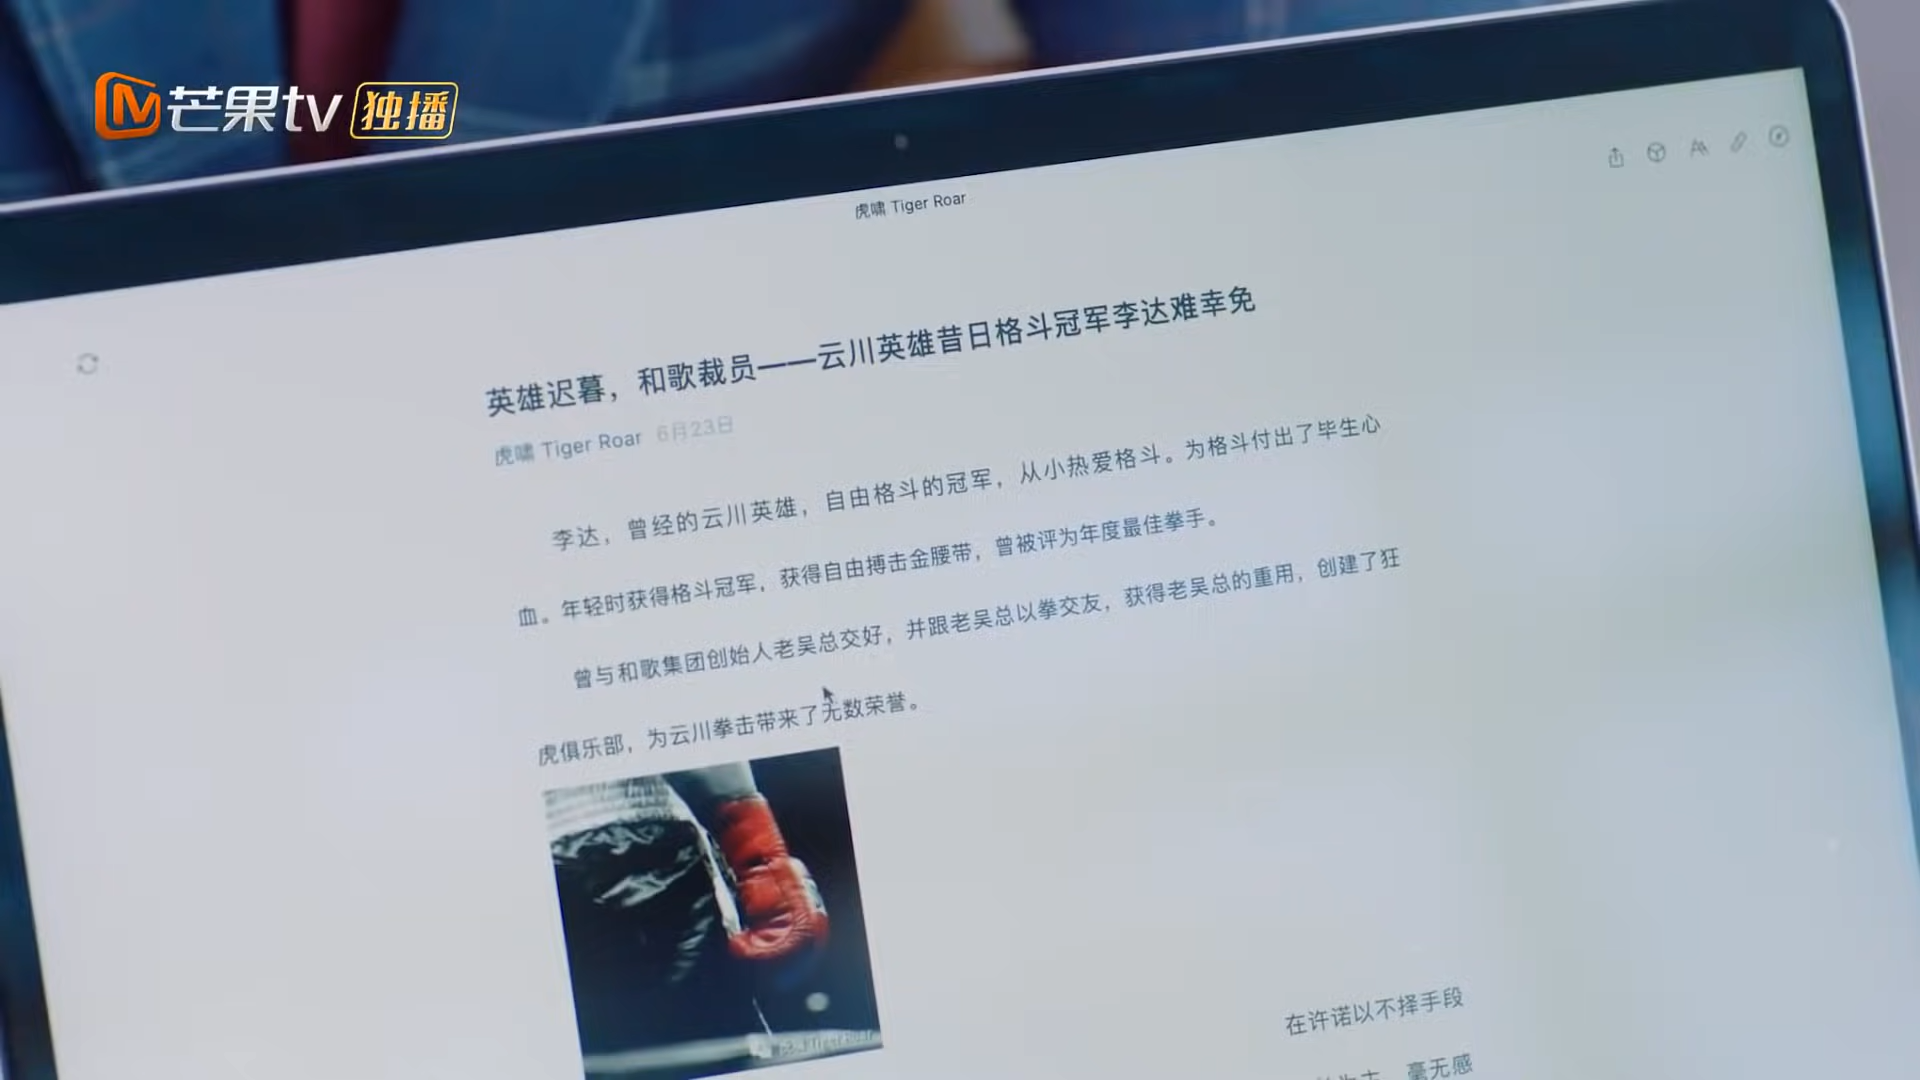 芒果tv 独播
虎啸 Tiger Roar
英雄迟暮，和歌裁员——云川英雄昔日格斗冠军李达难幸免
虎啸 Tiger Roar 6月23日
李达，曾经的云川英雄，自由格斗的冠军，从小热爱格斗。为格斗付出了毕生心
血。年轻时获得格斗冠军，获得自由搏击金腰带，曾被评为年度最佳拳手。
曾与和歌集团创始人老吴总交好，并跟老吴总以拳交友，获得老吴总的重用，创建了狂
虎俱乐部，为云川拳击带来了无数荣誉。
在许诺以不择手段
毫无感